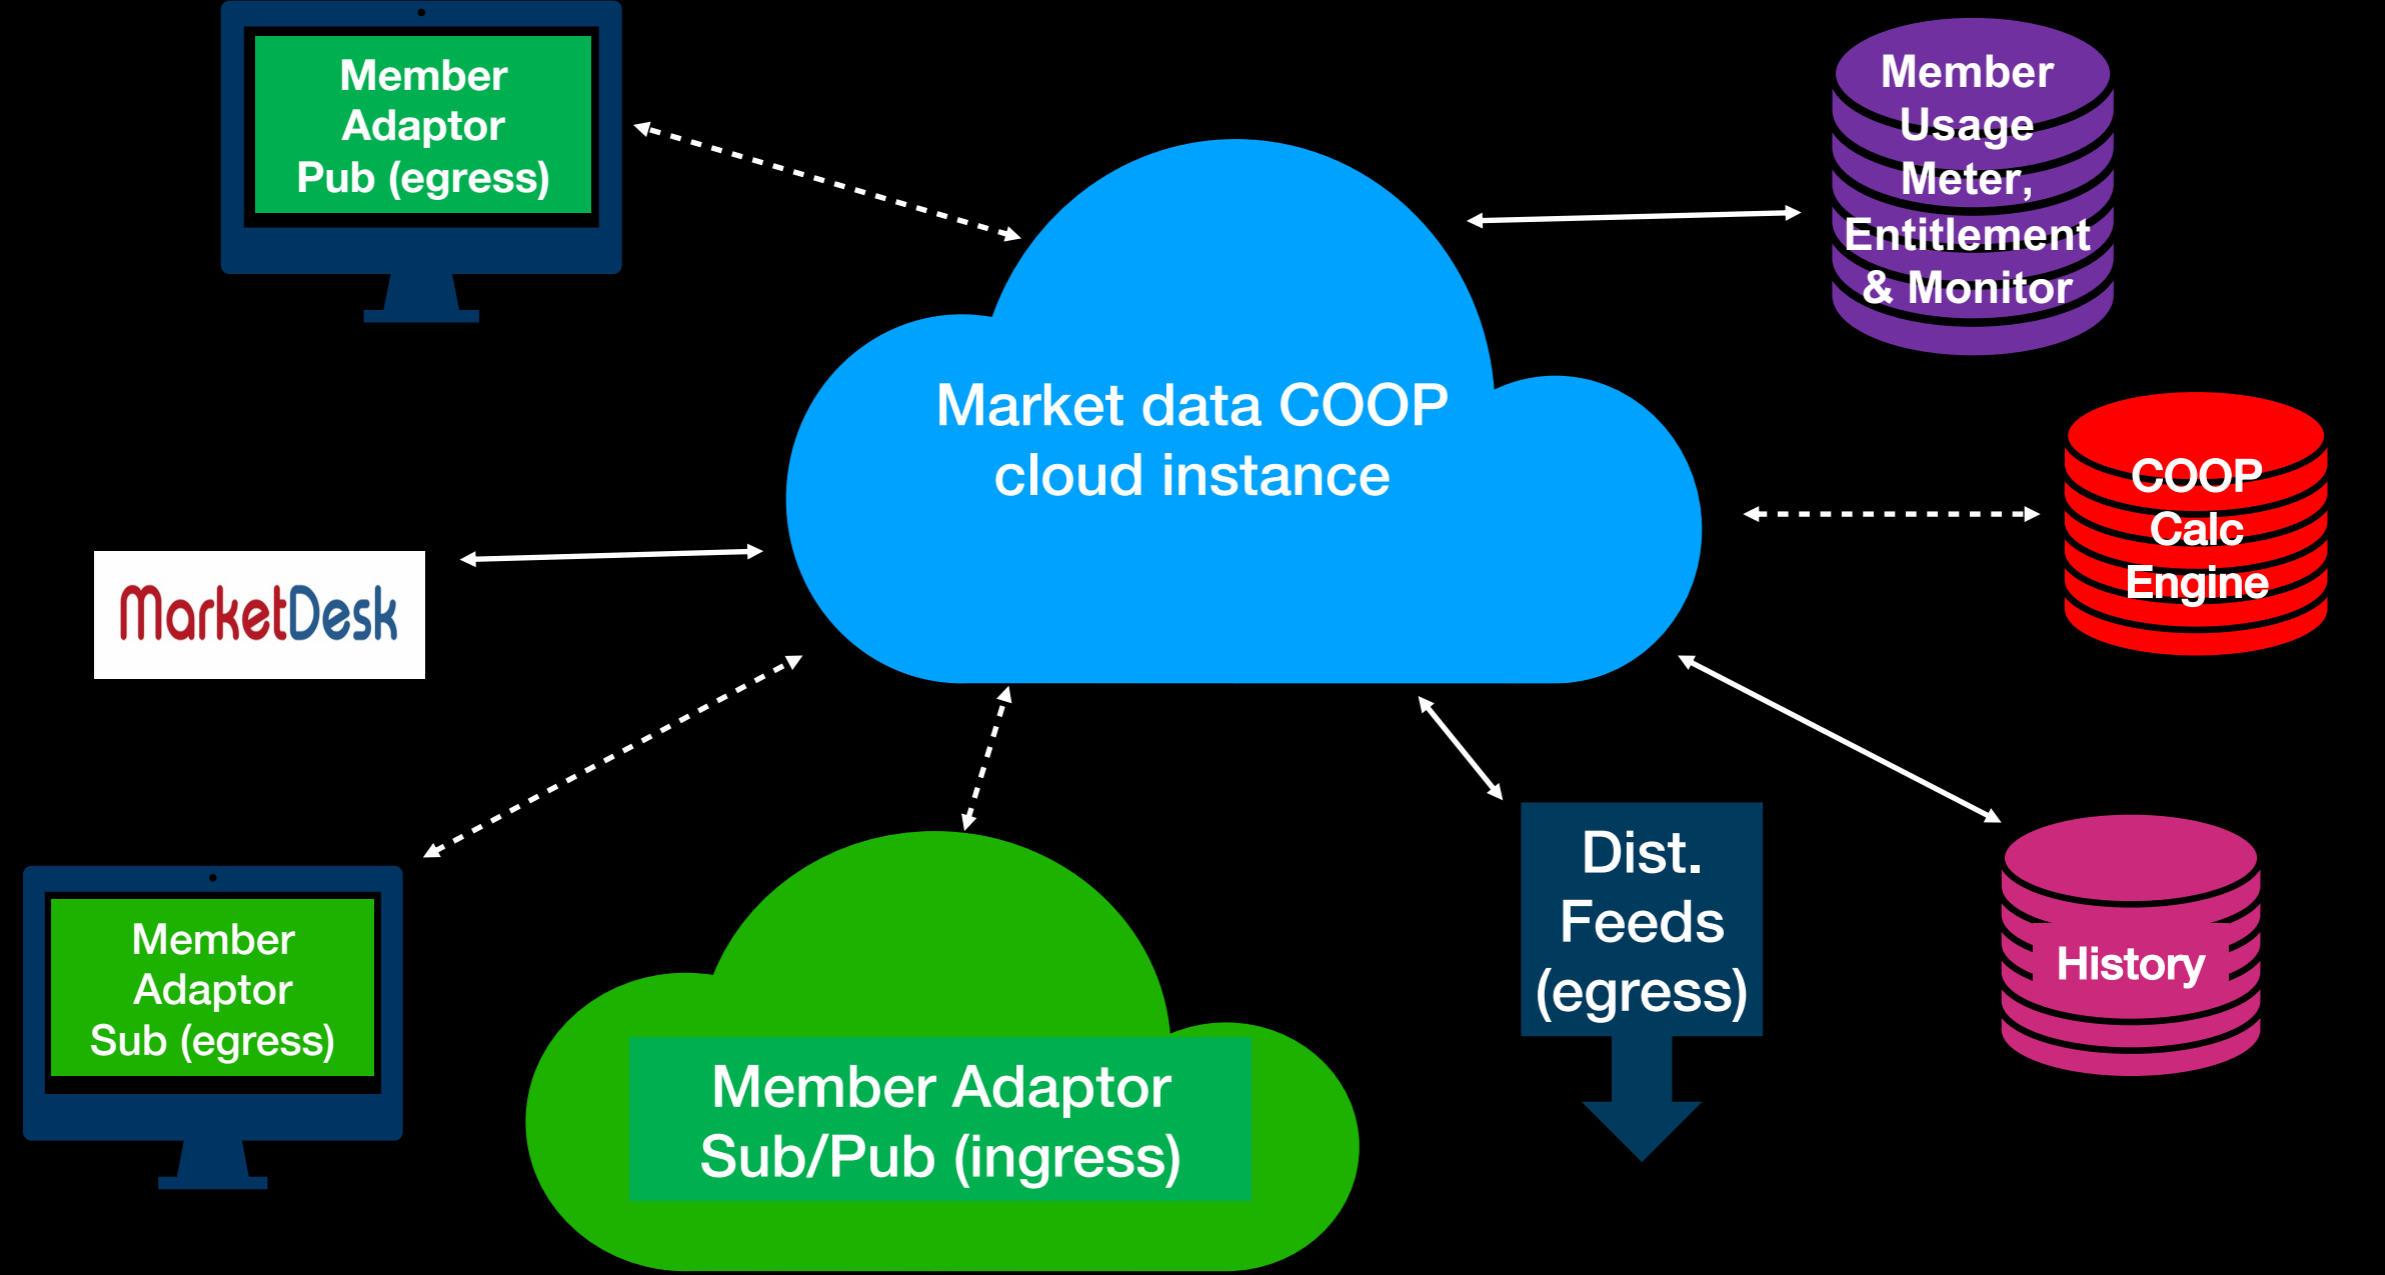 Member
Adaptor
Pub (egress)
Member
Usage
Meter,
Entitlement
& Monitor
Market data COOP
cloud instance
COOP
Calc
Engine
MarketDesk
Dist.
Feeds
(egress)
Member
Adaptor
Sub (egress)
History
Member Adaptor
Sub/Pub (ingress)